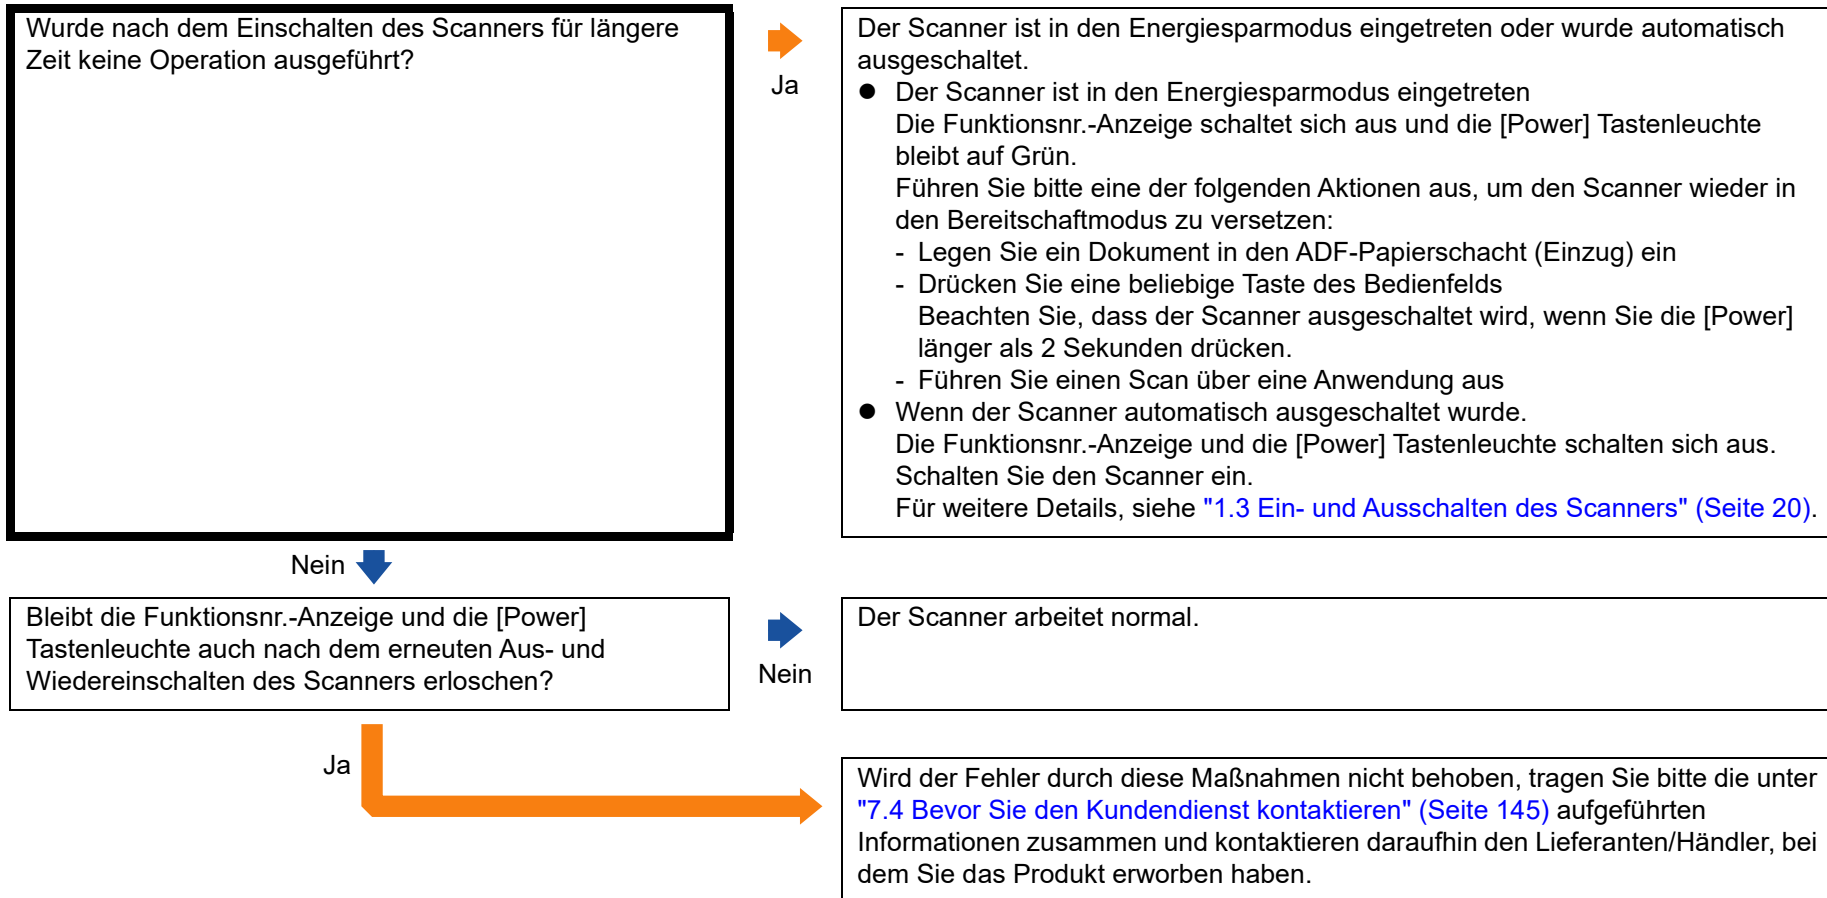 Wurde nach dem Einschalten des Scanners für längere
Zeit keine Operation ausgeführt?
Ja
Der Scanner ist in den Energiesparmodus eingetreten oder wurde automatisch
ausgeschaltet.
● Der Scanner ist in den Energiesparmodus eingetreten
Die Funktionsnr.-Anzeige schaltet sich aus und die [Power] Tastenleuchte
bleibt auf Grün.
Führen Sie bitte eine der folgenden Aktionen aus, um den Scanner wieder in
den Bereitschaftmodus zu versetzen:
- Legen Sie ein Dokument in den ADF-Papierschacht (Einzug) ein
- Drücken Sie eine beliebige Taste des Bedienfelds
Beachten Sie, dass der Scanner ausgeschaltet wird, wenn Sie die [Power]
länger als 2 Sekunden drücken.
- Führen Sie einen Scan über eine Anwendung aus
● Wenn der Scanner automatisch ausgeschaltet wurde.
Die Funktionsnr.-Anzeige und die [Power] Tastenleuchte schalten sich aus.
Schalten Sie den Scanner ein.
Für weitere Details, siehe "1.3 Ein- und Ausschalten des Scanners" (Seite 20).
Nein
Bleibt die Funktionsnr.-Anzeige und die [Power]
Tastenleuchte auch nach dem erneuten Aus- und
Wiedereinschalten des Scanners erloschen?
Nein
Der Scanner arbeitet normal.
Ja
Wird der Fehler durch diese Maßnahmen nicht behoben, tragen Sie bitte die unter
"7.4 Bevor Sie den Kundendienst kontaktieren" (Seite 145) aufgeführten
Informationen zusammen und kontaktieren daraufhin den Lieferanten/Händler, bei
dem Sie das Produkt erworben haben.